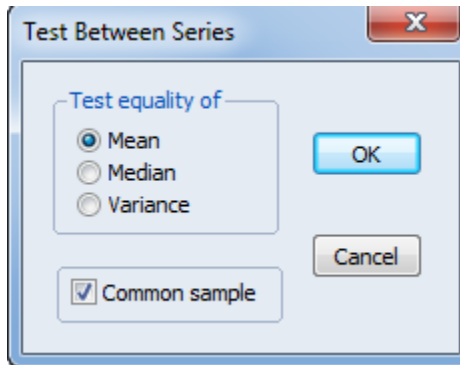 Test Between Series
Test equality of
Mean
Median
Variance
OK
Cancel
Common sample